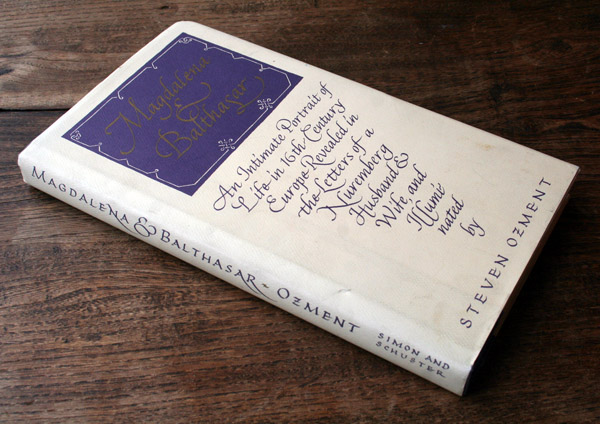 Magdalena
&
Balthasar
An Intimate Portrait of
Life in 16th Century
Europe Revealed in
the Letters of a
Nuremberg
Husband &
Wife, and
Illumi
nated
by
STEVEN OZMENT
MAGDALENA & BALTHASAR - OZMENT
SIMON AND
SCHUSTER